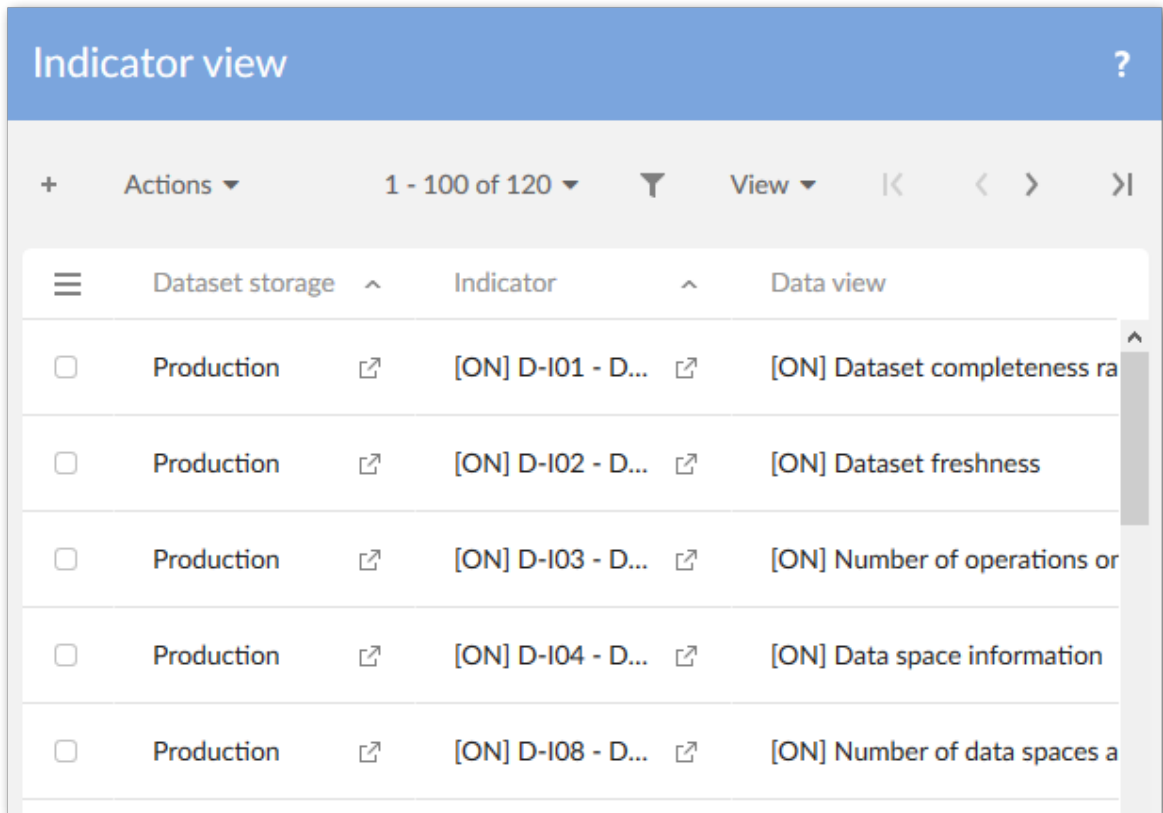 Indicator view ?
+ Actions 1 - 100 of 120 View
Dataset storage Indicator Data view
Production [ON] D-I01 - D... [ON] Dataset completeness ra
Production [ON] D-I02 - D... [ON] Dataset freshness
Production [ON] D-I03 - D... [ON] Number of operations or
Production [ON] D-I04 - D... [ON] Data space information
Production [ON] D-I08 - D... [ON] Number of data spaces a